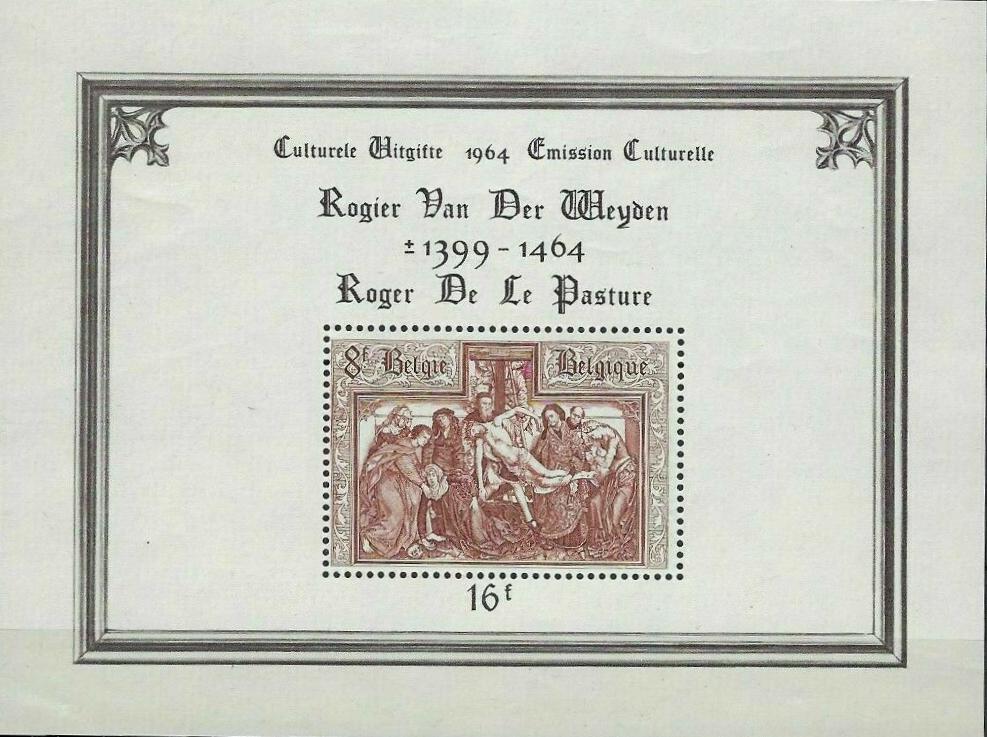 Culturele Uitgifte 1964 Emission Culturelle
Rogier Van Der Weyden
± 1399 - 1464
Roger De Le Pasture
8f België Belgique
16f